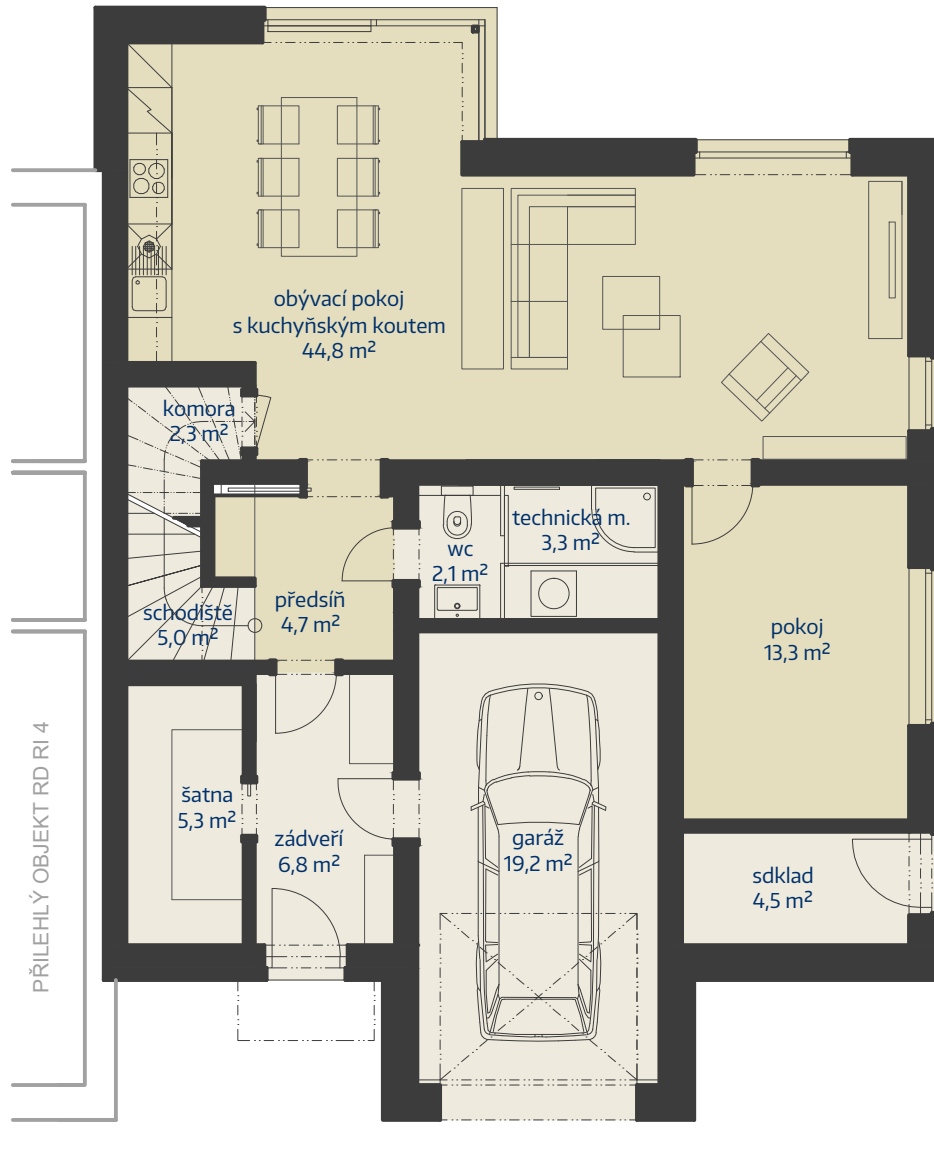 obývací pokoj
s kuchyňským koutem
44,8 m²
komora
2,3 m²
technická m.
3,3 m²
wc
2,1 m²
schodiště
5,0 m²
předsíň
4,7 m²
pokoj
13,3 m²
šatna
5,3 m²
zádveří
6,8 m²
garáž
19,2 m²
sdklad
4,5 m²
PŘILEHLÝ OBJEKT RD RI 4